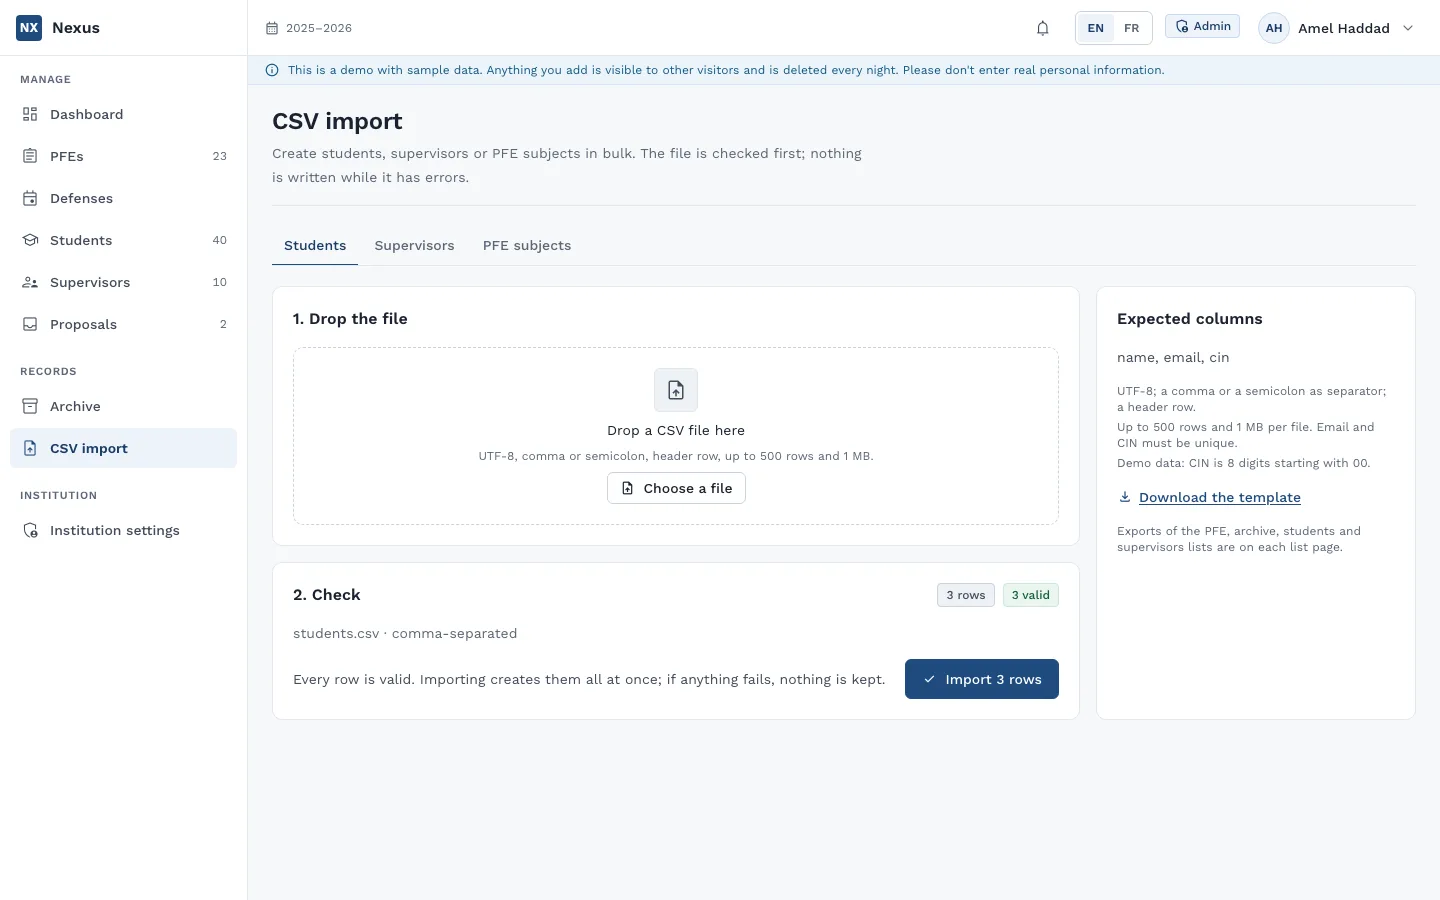 NX Nexus
2025–2026
EN FR
Admin
AH Amel Haddad
This is a demo with sample data. Anything you add is visible to other visitors and is deleted every night. Please don't enter real personal information.
MANAGE
Dashboard
PFEs 23
Defenses
Students 40
Supervisors 10
Proposals 2
RECORDS
Archive
CSV import
INSTITUTION
Institution settings
CSV import
Create students, supervisors or PFE subjects in bulk. The file is checked first; nothing
is written while it has errors.
Students Supervisors PFE subjects
1. Drop the file
Drop a CSV file here
UTF-8, comma or semicolon, header row, up to 500 rows and 1 MB.
Choose a file
2. Check
3 rows 3 valid
students.csv · comma-separated
Every row is valid. Importing creates them all at once; if anything fails, nothing is kept.
Import 3 rows
Expected columns
name, email, cin
UTF-8; a comma or a semicolon as separator;
a header row.
Up to 500 rows and 1 MB per file. Email and
CIN must be unique.
Demo data: CIN is 8 digits starting with 00.
Download the template
Exports of the PFE, archive, students and
supervisors lists are on each list page.